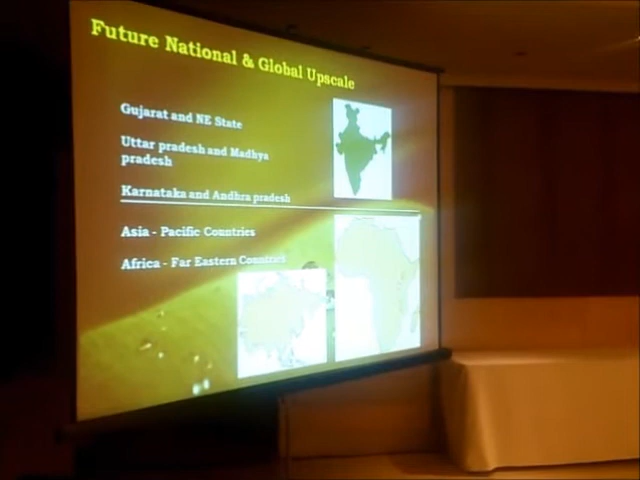 Future National & Global Upscale
Gujarat and NE State
Uttar pradesh and Madhya
pradesh
Karnataka and Andhra pradesh
Asia - Pacific Countries
Africa - Far Eastern Countries